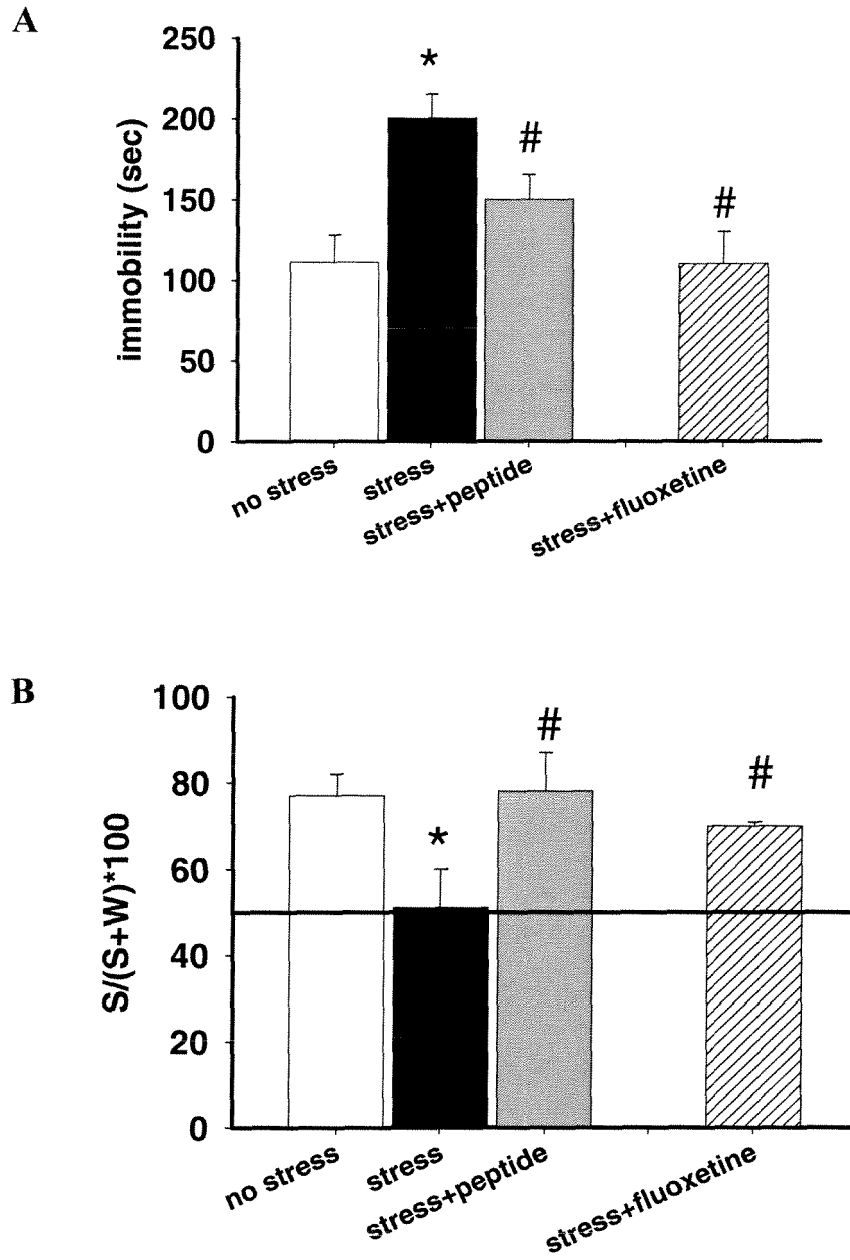 A
250
*
200
#
#
150
100
50
0
immobility (sec)
no stress
stress
stress+peptide
stress+fluoxetine
B
100
#
#
80
*
60
40
20
0
S/(S+W)*100
no stress
stress
stress+peptide
stress+fluoxetine